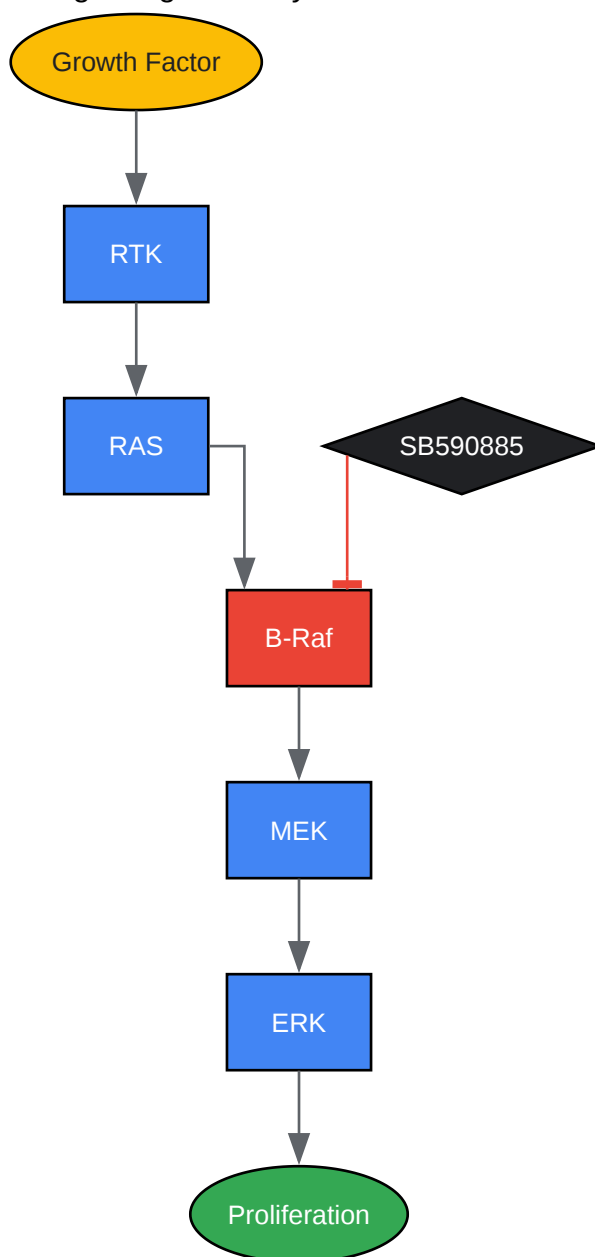 Growth Factor
RTK
RAS
SB590885
B-Raf
MEK
ERK
Proliferation